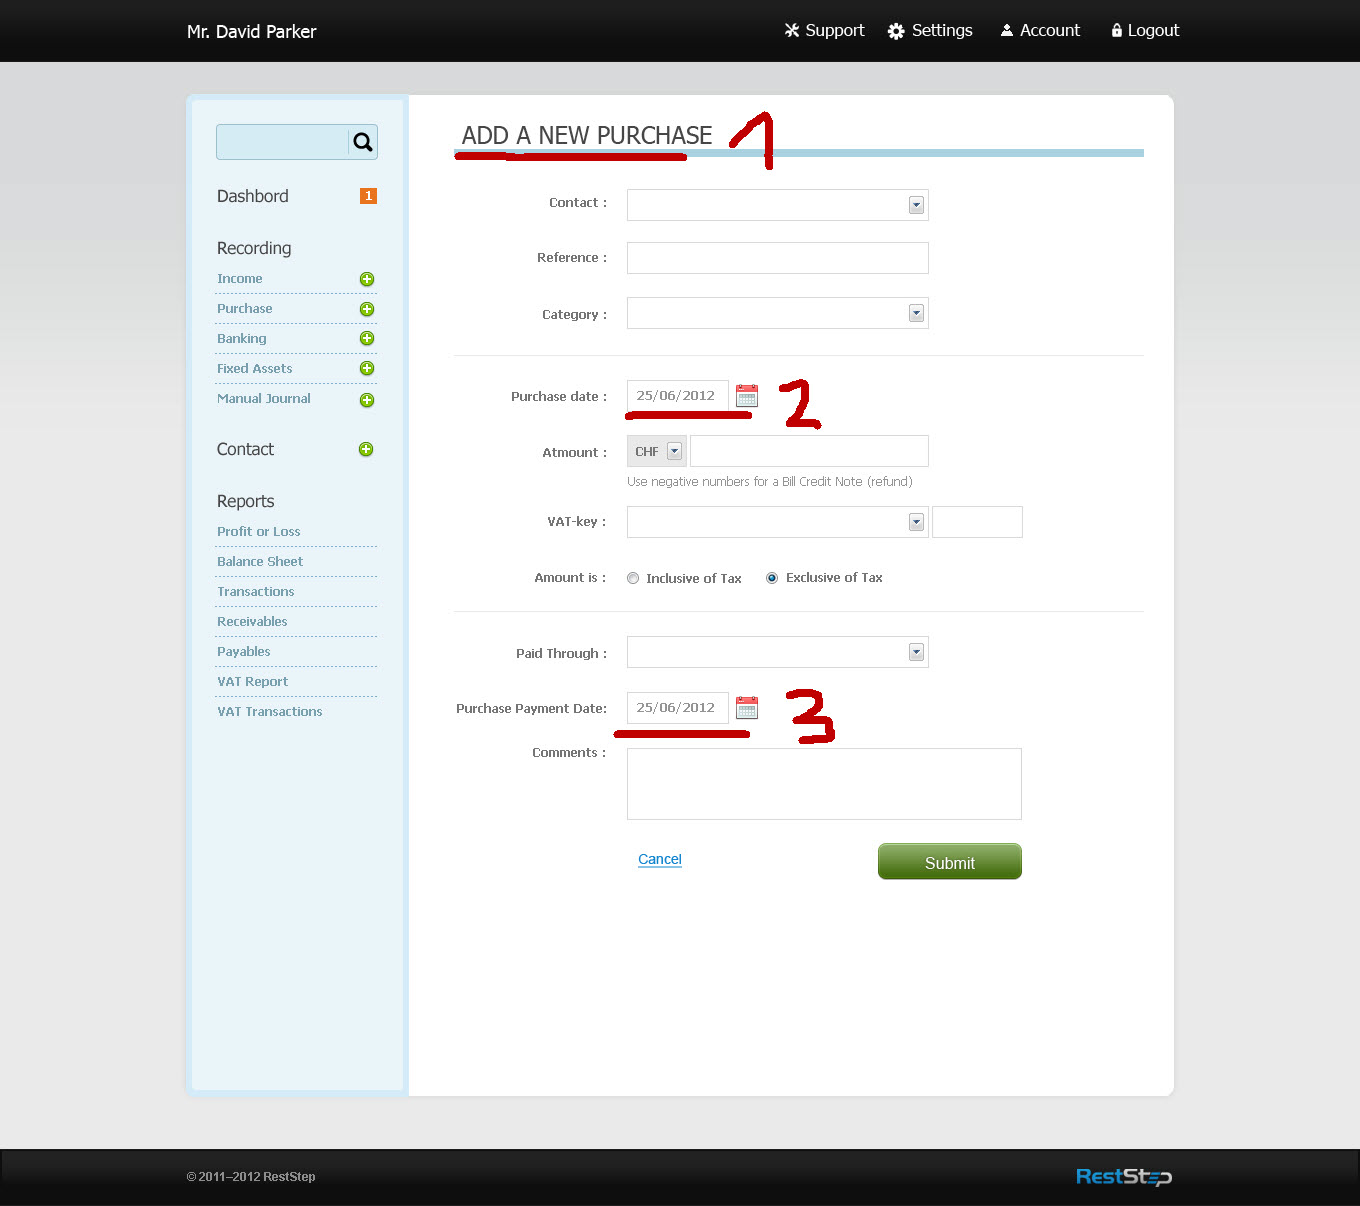 Mr. David Parker
Support Settings Account Logout
Dashbord 1
Recording
Income
Purchase
Banking
Fixed Assets
Manual Journal
Contact
Reports
Profit or Loss
Balance Sheet
Transactions
Receivables
Payables
VAT Report
VAT Transactions
ADD A NEW PURCHASE 1
Contact :
Reference :
Category :
Purchase date : 25/06/2012 2
Atmount : CHF
Use negative numbers for a Bill Credit Note (refund)
VAT-key :
Amount is : Inclusive of Tax Exclusive of Tax
Paid Through :
Purchase Payment Date: 25/06/2012 3
Comments :
Cancel Submit
© 2011-2012 RestStep
RestStep